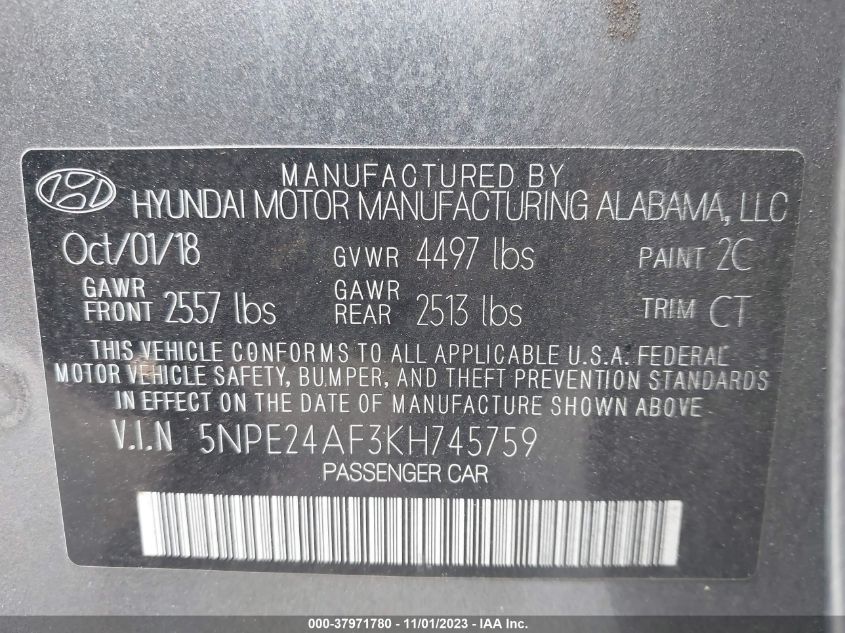 MANUFACTURED BY
HYUNDAI MOTOR MANUFACTURING ALABAMA, LLC
Oct/01/18 GVWR 4497 lbs PAINT 2C
GAWR FRONT 2557 lbs GAWR REAR 2513 lbs TRIM CT
THIS VEHICLE CONFORMS TO ALL APPLICABLE U.S.A. FEDERAL
MOTOR VEHICLE SAFETY, BUMPER, AND THEFT PREVENTION STANDARDS
IN EFFECT ON THE DATE OF MANUFACTURE SHOWN ABOVE.
V.I.N 5NPE24AF3KH745759
PASSENGER CAR
000-37971780 - 11/01/2023 - IAA Inc.